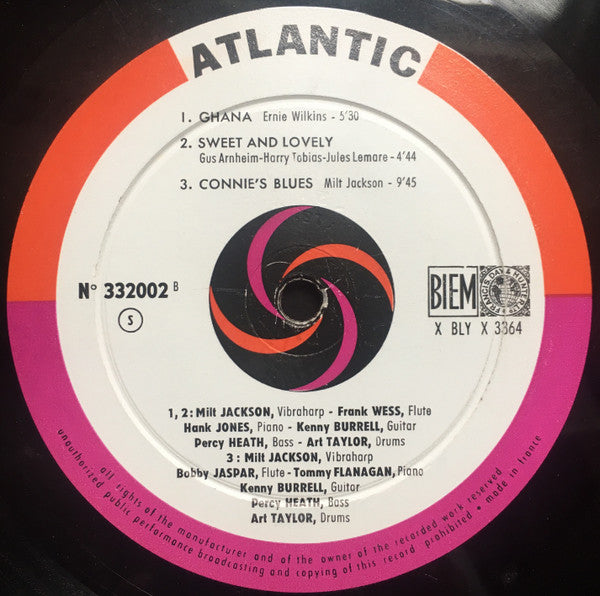 ATLANTIC
1. GHANA Ernie Wilkins - 5'30
2. SWEET AND LOVELY
Gus Arnheim-Harry Tobias-Jules Lemare - 4'44
3. CONNIE'S BLUES Milt Jackson - 9'45
N° 332002 B
S
BIEM
FRANCIS DAY & HUNTER
X BLY X 3364
1, 2 : Milt JACKSON, Vibraharp - Frank WESS, Flute
Hank JONES, Piano - Kenny BURRELL, Guitar
Percy HEATH, Bass - Art TAYLOR, Drums
3 : Milt JACKSON, Vibraharp
Bobby JASPAR, Flute - Tommy FLANAGAN, Piano
Kenny BURRELL, Guitar
Percy HEATH, Bass
Art TAYLOR, Drums
all rights of the manufacturer and of the owner of the recorded work reserved
unauthorized public performance broadcasting and copying of this record prohibited • made in france